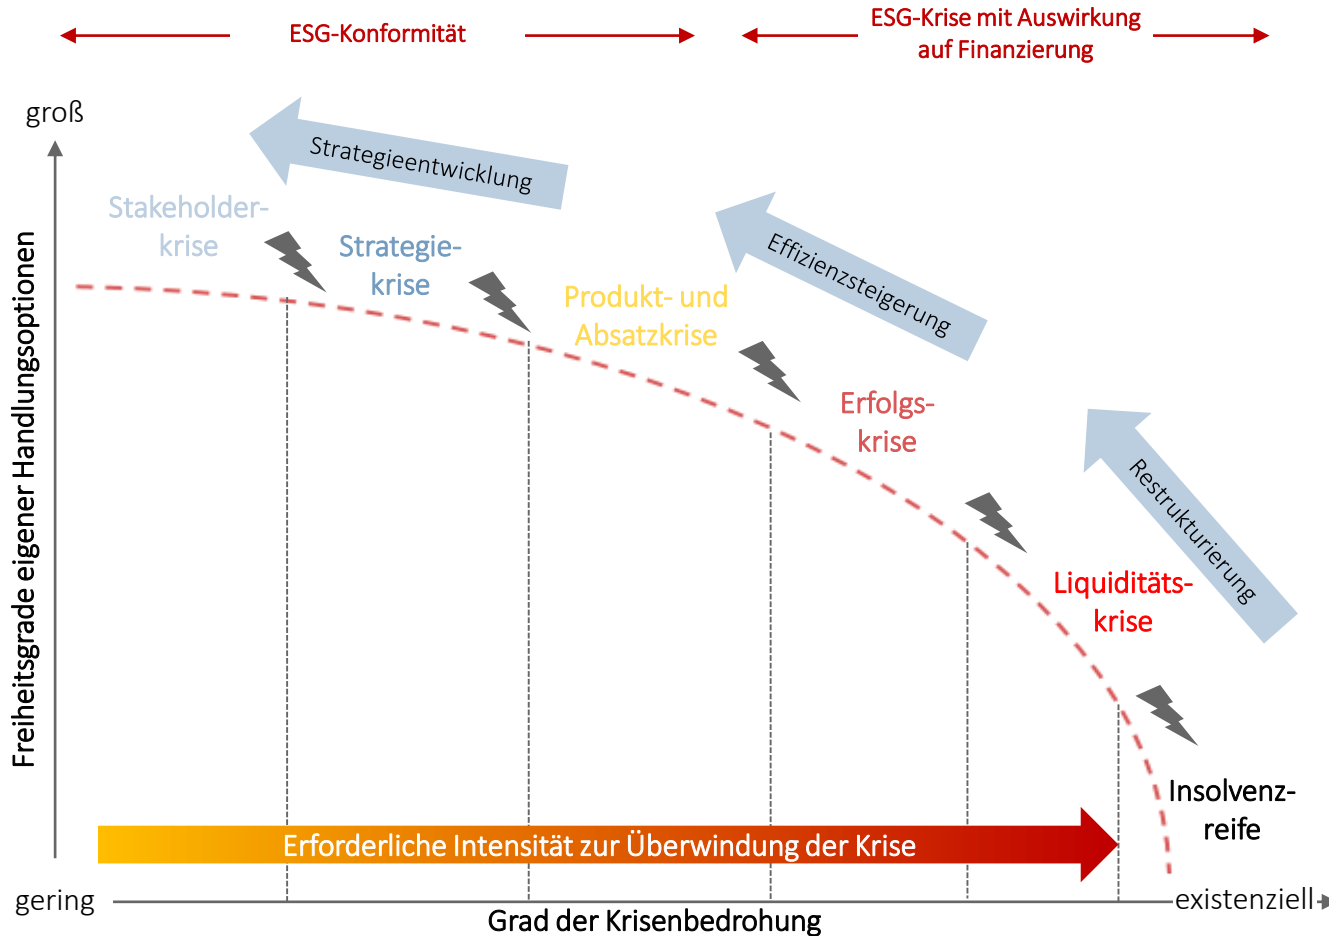 ESG-Konformität
ESG-Krise mit Auswirkung
auf Finanzierung
groß
Strategieentwicklung
Effizienzsteigerung
Restrukturierung
Stakeholder-
krise
Strategie-
krise
Produkt- und
Absatzkrise
Erfolgs-
krise
Liquiditäts-
krise
Insolvenz-
reife
Freiheitsgrade eigener Handlungsoptionen
Erforderliche Intensität zur Überwindung der Krise
gering
existenziell
Grad der Krisenbedrohung